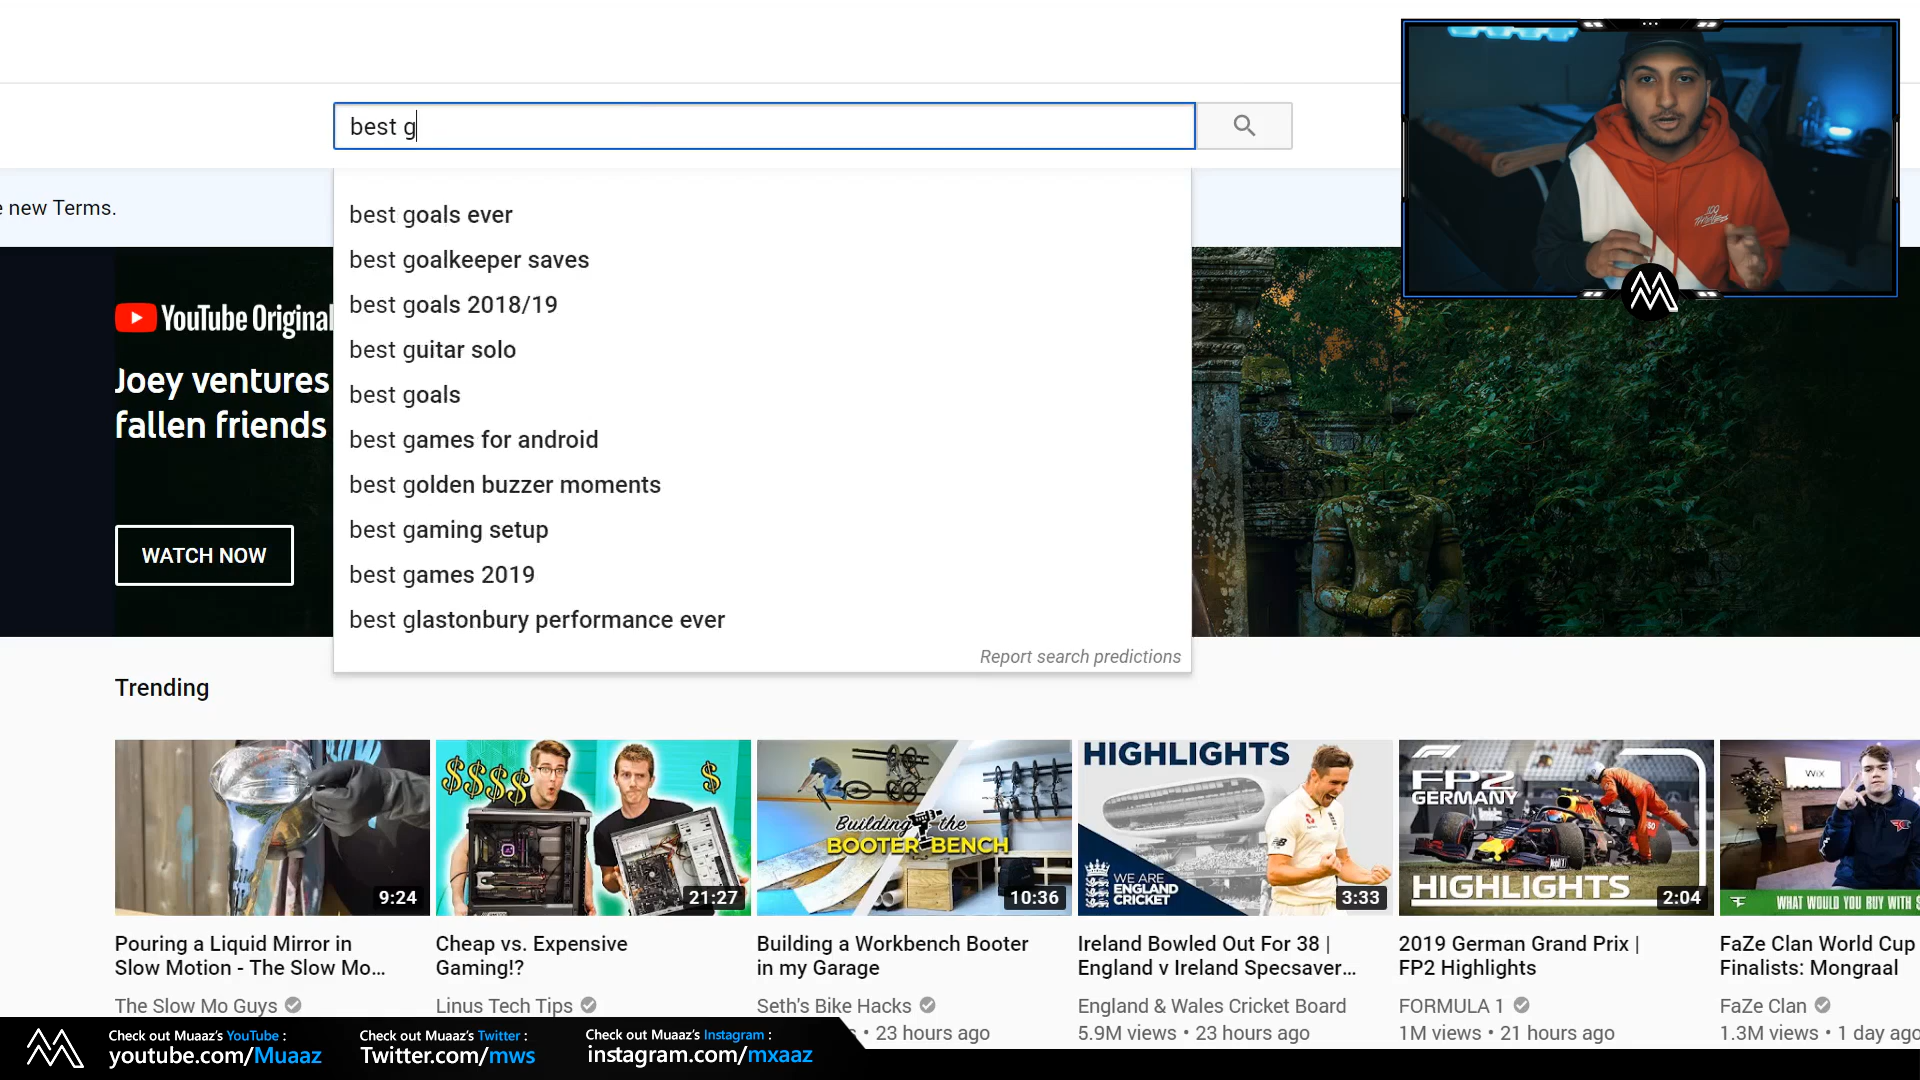 best g
e new Terms.
best goals ever
best goalkeeper saves
best goals 2018/19
best guitar solo
best goals
best games for android
best golden buzzer moments
best gaming setup
best games 2019
best glastonbury performance ever
Report search predictions
YouTube Original
Joey ventures
fallen friends
WATCH NOW
100
THIEVES
Trending
9:24
$$$$ $
21:27
Building the
BOOTER BENCH
10:36
HIGHLIGHTS
WE ARE
ENGLAND
CRICKET
3:33
F1
FP2
GERMANY
HIGHLIGHTS
2:04
WIX
WHAT WOULD YOU BUY WITH
Pouring a Liquid Mirror in
Slow Motion - The Slow Mo...
The Slow Mo Guys
Cheap vs. Expensive
Gaming!?
Linus Tech Tips
Building a Workbench Booter
in my Garage
Seth's Bike Hacks
s • 23 hours ago
Ireland Bowled Out For 38 |
England v Ireland Specsaver...
England & Wales Cricket Board
5.9M views • 23 hours ago
2019 German Grand Prix |
FP2 Highlights
FORMULA 1
1M views • 21 hours ago
FaZe Clan World Cup
Finalists: Mongraal
FaZe Clan
1.3M views • 1 day ago
Check out Muaaz's YouTube :
youtube.com/Muaaz
Check out Muaaz's Twitter :
Twitter.com/mws
Check out Muaaz's Instagram :
instagram.com/mxaaz